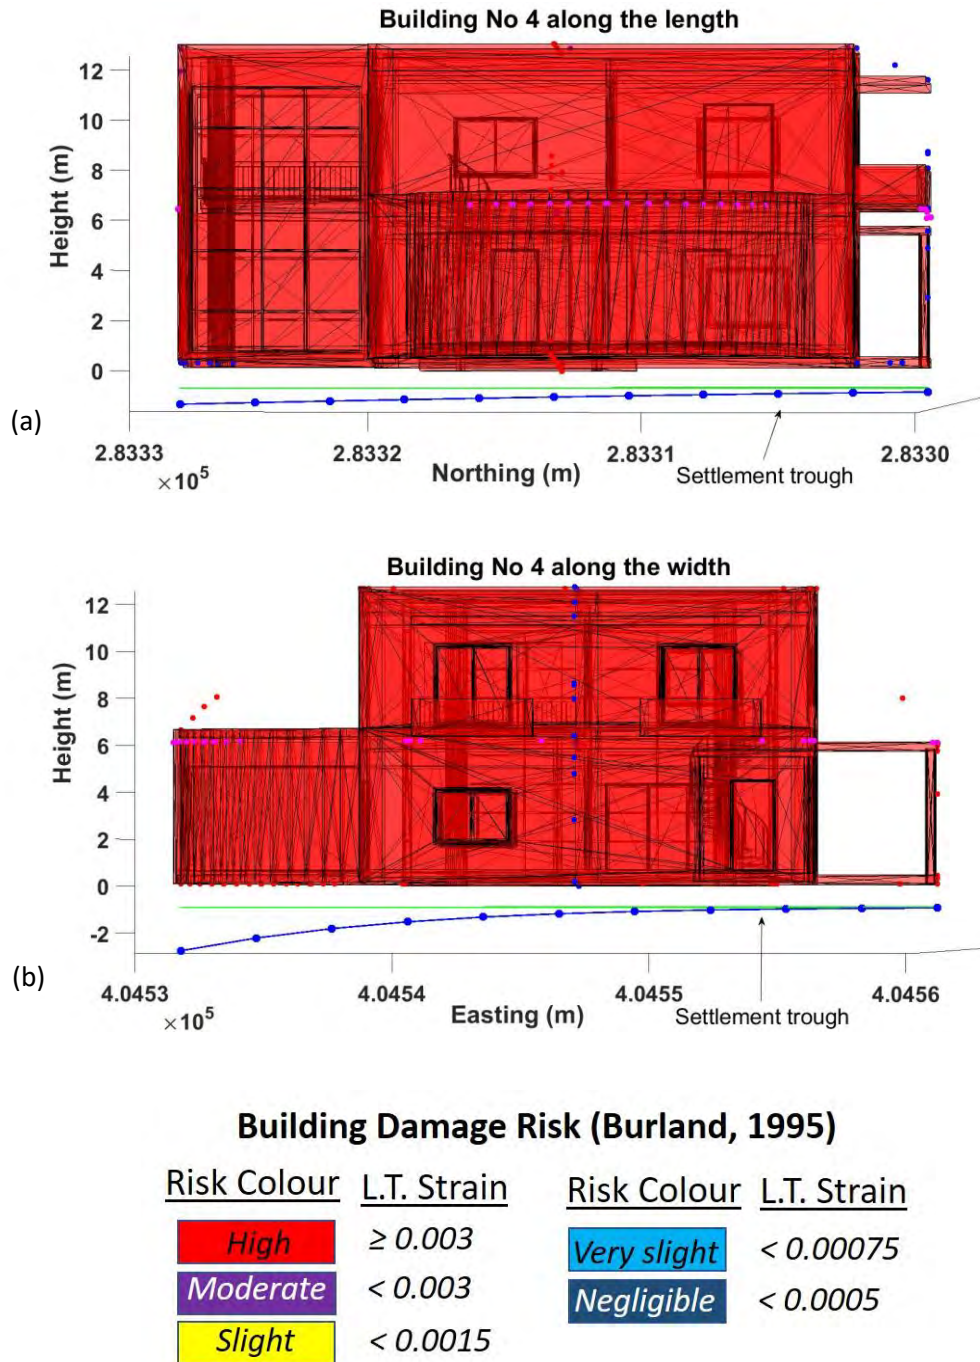 Building No 4 along the length
Height (m)
12
10
8
6
4
2
0
(a)
2.8333
2.8332
2.8331
2.8330
× 10⁵
Northing (m)
Settlement trough
Building No 4 along the width
Height (m)
12
10
8
6
4
2
0
-2
(b)
4.0453
4.0454
4.0455
4.0456
×10⁵
Easting (m)
Settlement trough
Building Damage Risk (Burland, 1995)
Risk Colour L.T. Strain
High ≥ 0.003
Moderate < 0.003
Slight < 0.0015
Risk Colour L.T. Strain
Very slight < 0.00075
Negligible < 0.0005